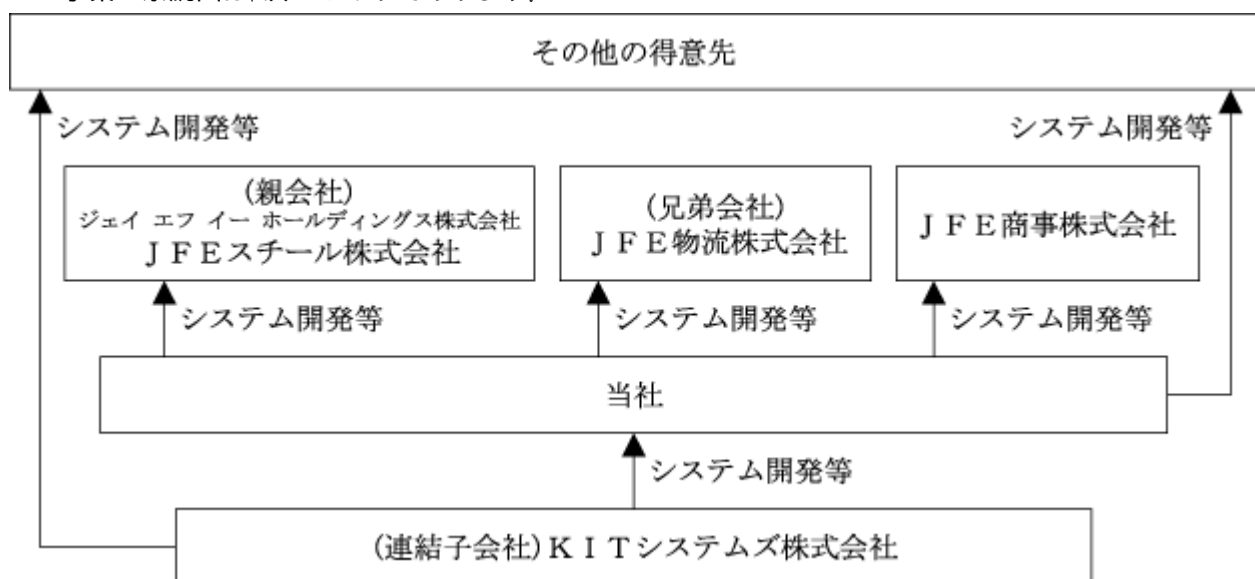 その他の得意先
システム開発等
システム開発等
(親会社)
ジェイ エフ イー ホールディングス株式会社
ＪＦＥスチール株式会社
(兄弟会社)
ＪＦＥ物流株式会社
ＪＦＥ商事株式会社
システム開発等
システム開発等
システム開発等
当社
システム開発等
(連結子会社)ＫＩＴシステムズ株式会社